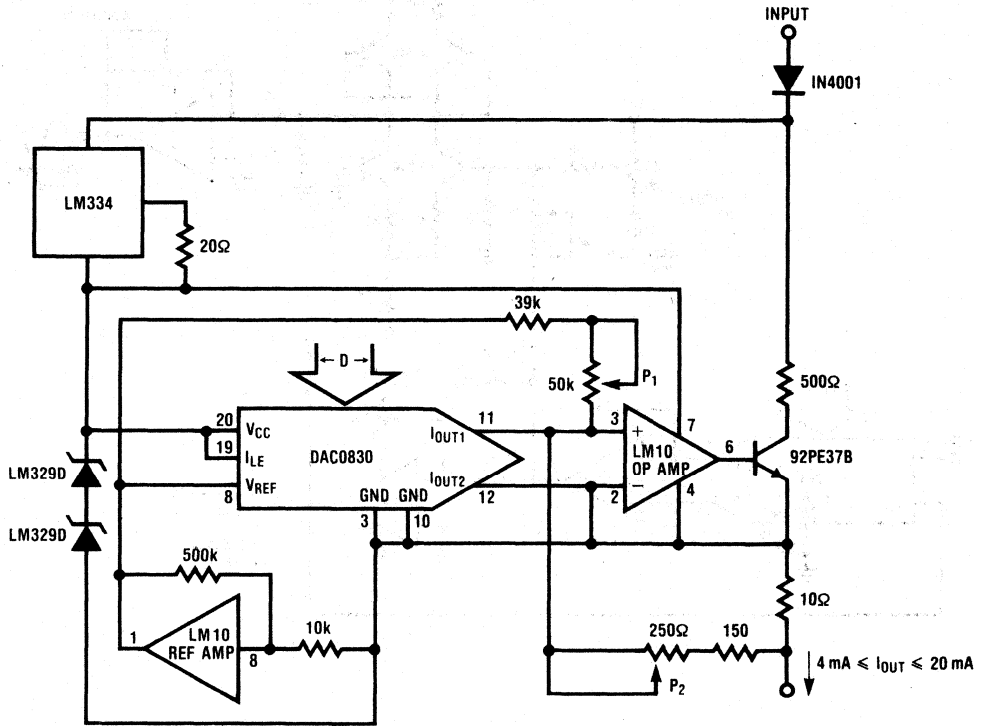 INPUT
IN4001
LM334
20Ω
39k
50k
P1
500Ω
← D →
20 VCC
19 ILE
8 VREF
DAC0830
IOUT1 11
IOUT2 12
GND GND
3 10
LM329D
LM329D
3 +
2 −
LM10
OP AMP
7
4
6
92PE37B
500k
1
LM10
REF AMP
8
10k
250Ω
P2
150
10Ω
4 mA ≤ IOUT ≤ 20 mA